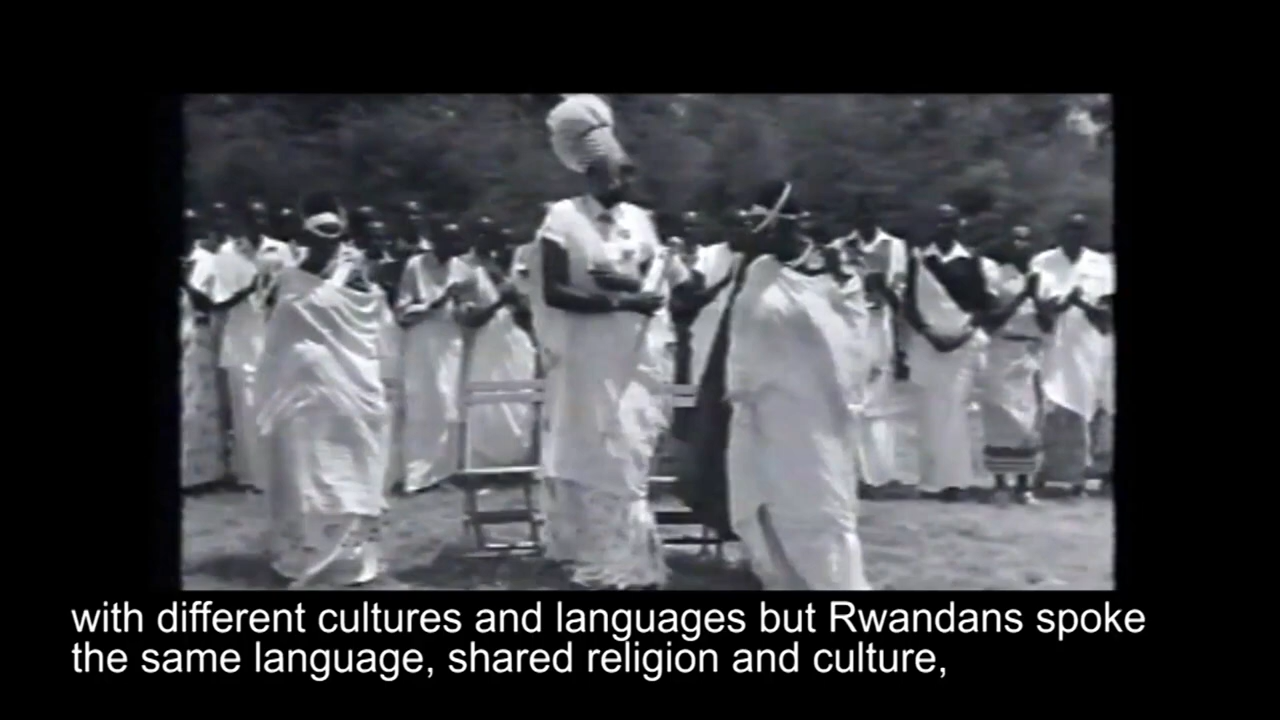 with different cultures and languages but Rwandans spoke
the same language, shared religion and culture,